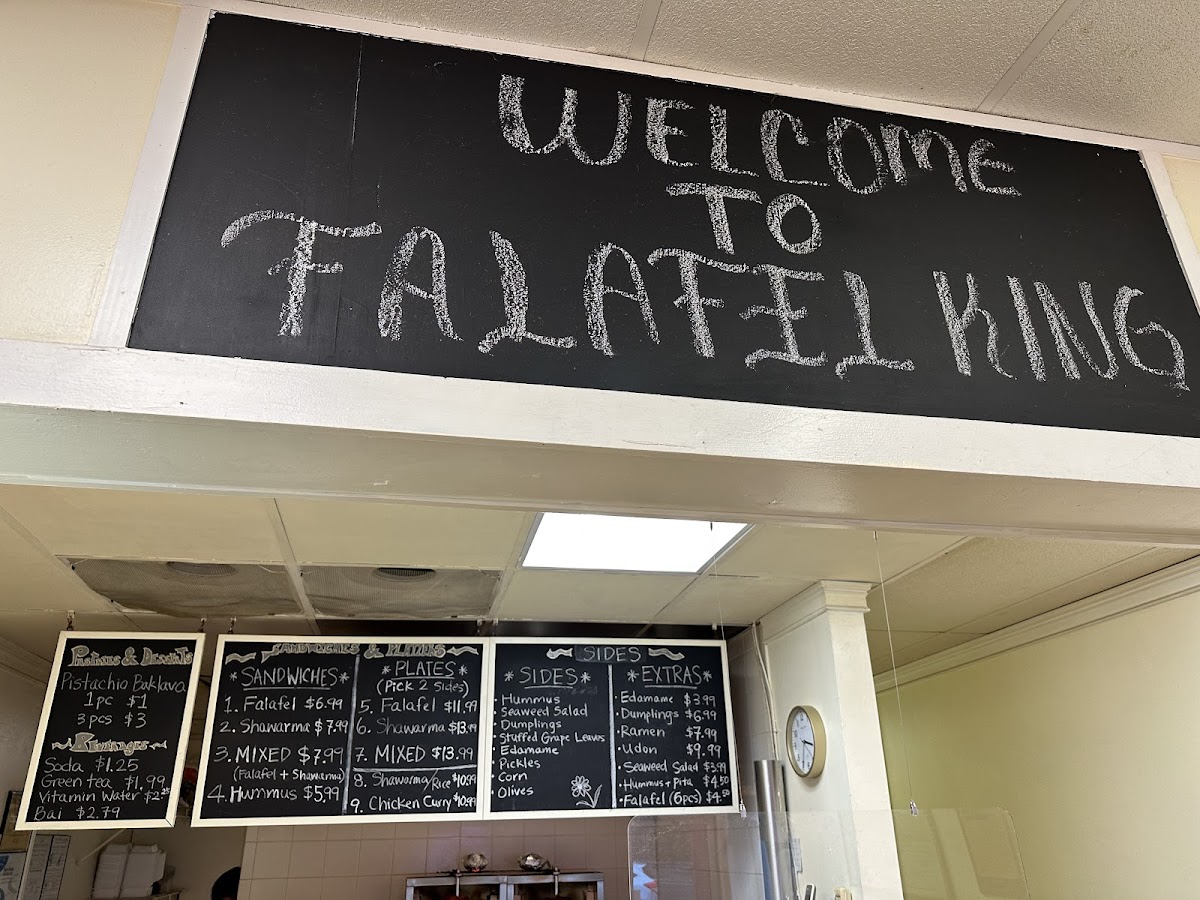 WELCOME
TO
FALAFEL KING
Pastries & Desserts
Pistachio Baklava
1pc $1
3pcs $3
Beverages
Soda $1.25
Green tea $1.99
Vitamin Water $2.25
Bai $2.79
SANDWICHES & PLATTERS
*SANDWICHES*
1. Falafel $6.99
2. Shawarma $7.99
3. MIXED $7.99
(Falafel + Shawarma)
4. Hummus $5.99
*PLATES*
(Pick 2 Sides)
5. Falafel $11.99
6. Shawarma $13.99
7. MIXED $13.99
8. Shawarma/Rice $10.99
9. Chicken Curry $10.99
SIDES
*SIDES*
• Hummus
• Seaweed Salad
• Dumplings
• Stuffed Grape Leaves
• Edamame
• Pickles
• Corn
• Olives
*EXTRAS*
• Edamame $3.99
• Dumplings $6.99
• Ramen $7.99
• Udon $9.99
• Seaweed Salad $3.99
• Hummus + Pita $4.50
• Falafel (6pcs) $4.50